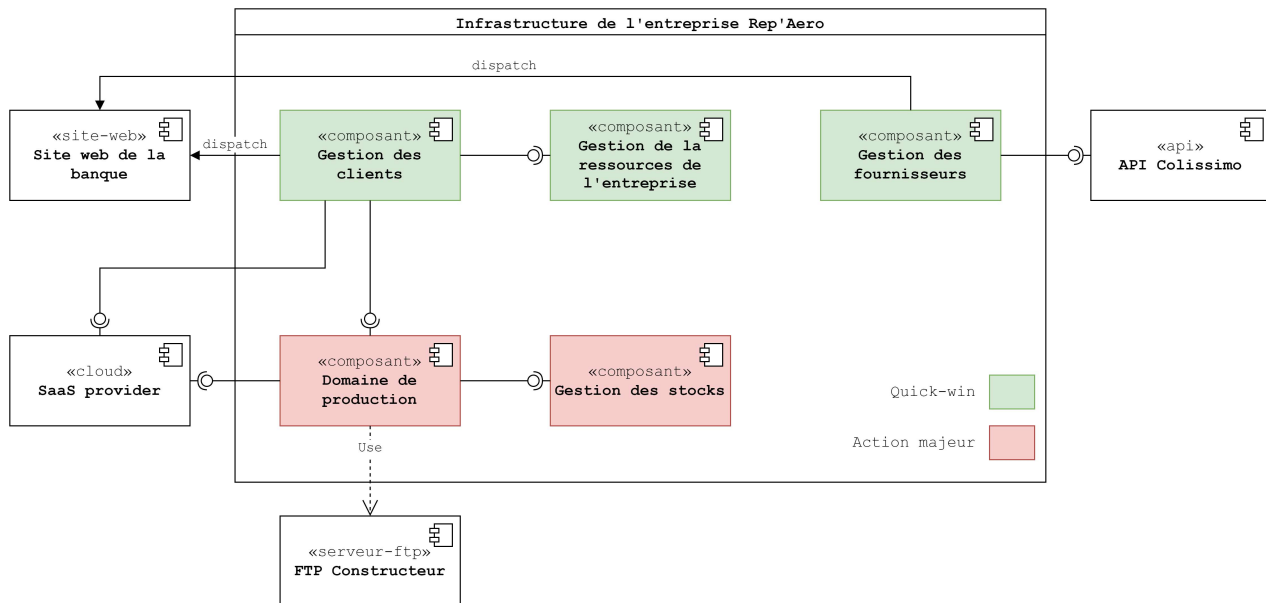 Infrastructure de l'entreprise Rep'Aero
dispatch
«site-web»
Site web de la
banque
dispatch
«composant»
Gestion des
clients
«composant»
Gestion de la
ressources de
l'entreprise
«composant»
Gestion des
fournisseurs
«api»
API Colissimo
«cloud»
SaaS provider
«composant»
Domaine de
production
«composant»
Gestion des stocks
Quick-win
Action majeur
Use
«serveur-ftp»
FTP Constructeur